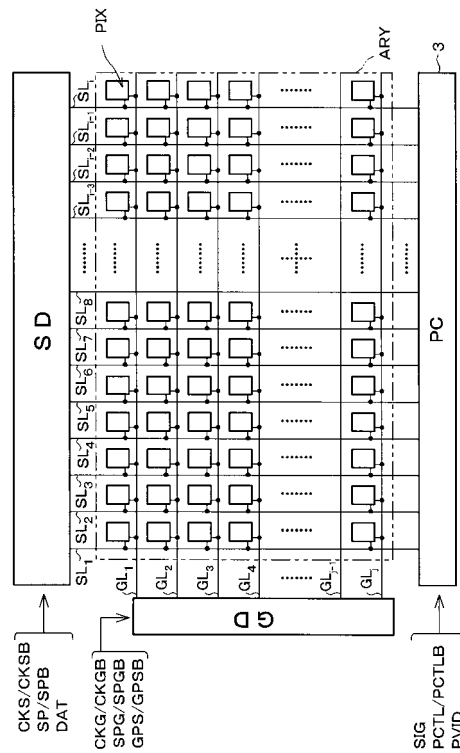 CKS/CKSB
SP/SPB
DAT
SD
SL1
SL2
SL3
SL4
SL5
SL6
SL7
SL8
SLi-3
SLi-2
SLi-1
SLi
PIX
CKG/CKGB
SPG/SPGB
GPS/GPSB
GD
GL1
GL2
GL3
GL4
GLj-1
GLj
ARY
SIG
PCTL/PCTLB
PVID
PC
3